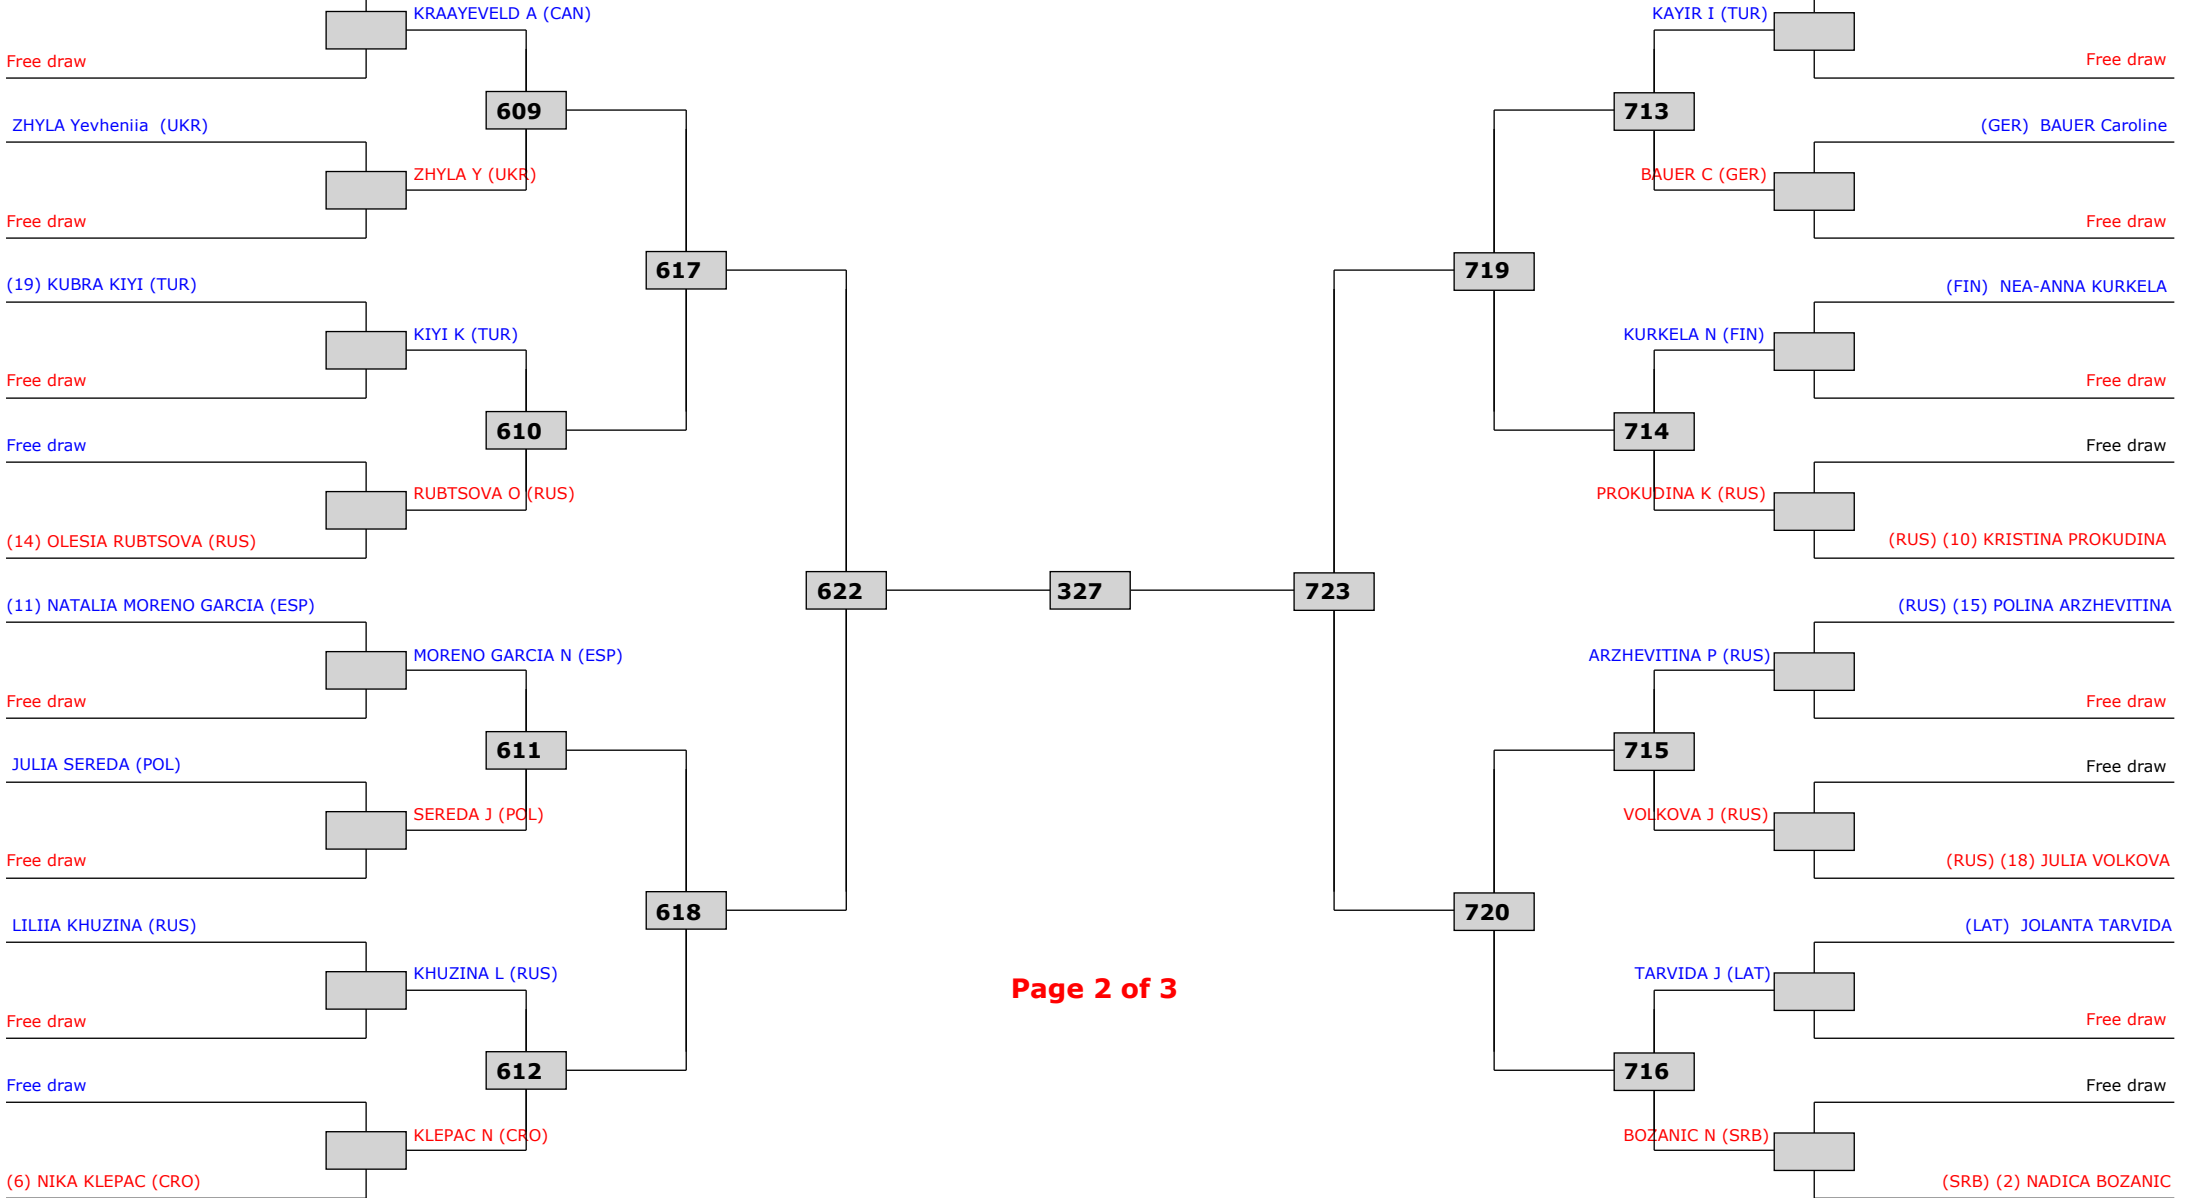 KRAAYEVELD A (CAN)
KAYIR I (TUR)
Free draw
Free draw
609
713
ZHYLA Yevheniia (UKR)
(GER) BAUER Caroline
ZHYLA Y (UKR)
BAUER C (GER)
Free draw
Free draw
617
719
(19) KUBRA KIYI (TUR)
(FIN) NEA-ANNA KURKELA
KIYI K (TUR)
KURKELA N (FIN)
Free draw
Free draw
610
714
Free draw
Free draw
RUBTSOVA O (RUS)
PROKUDINA K (RUS)
(14) OLESIA RUBTSOVA (RUS)
(RUS) (10) KRISTINA PROKUDINA
622
327
723
(11) NATALIA MORENO GARCIA (ESP)
(RUS) (15) POLINA ARZHEVITINA
MORENO GARCIA N (ESP)
ARZHEVITINA P (RUS)
Free draw
Free draw
611
715
JULIA SEREDA (POL)
Free draw
SEREDA J (POL)
VOLKOVA J (RUS)
Free draw
(RUS) (18) JULIA VOLKOVA
618
720
LILIIA KHUZINA (RUS)
(LAT) JOLANTA TARVIDA
KHUZINA L (RUS)
TARVIDA J (LAT)
Page 2 of 3
Free draw
Free draw
612
716
Free draw
Free draw
KLEPAC N (CRO)
BOZANIC N (SRB)
(6) NIKA KLEPAC (CRO)
(SRB) (2) NADICA BOZANIC